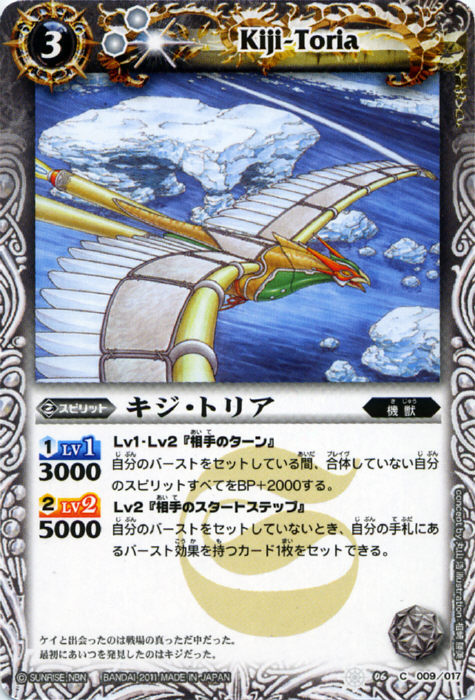 3
Kiji-Toria
スピリット
キジ・トリア
機獣
1 LV1
3000
Lv1・Lv2『相手のターン』
自分のバーストをセットしている間、合体していない自分
のスピリットすべてをBP+2000する。
2 LV2
5000
Lv2『相手のスタートステップ』
自分のバーストをセットしていないとき、自分の手札にあ
るバースト効果を持つカード1枚をセットできる。
ケイと出会ったのは戦場の真っただ中だった。
最初にあいつを発見したのはキジだった。
© SUNRISE, NBN BANDAI 2011 MADE IN JAPAN
06 C 009/017